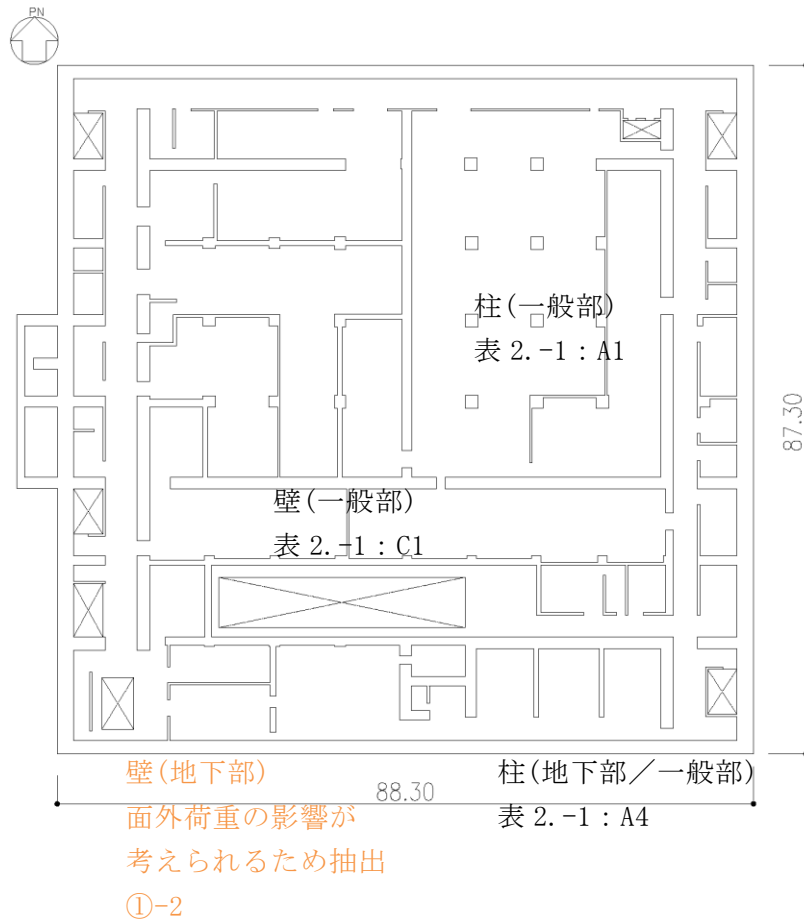 PN
柱(一般部)
表 2.-1：A1
87.30
壁(一般部)
表 2.-1：C1
壁(地下部)
面外荷重の影響が
考えられるため抽出
①-2
88.30
柱(地下部／一般部)
表 2.-1：A4